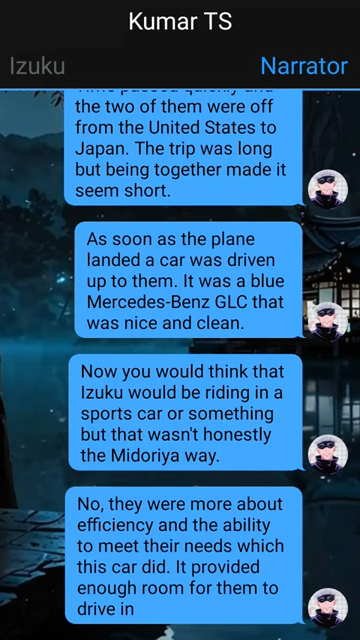 Kumar TS
Izuku
Narrator
Time passed quickly and
the two of them were off
from the United States to
Japan. The trip was long
but being together made it
seem short.
As soon as the plane
landed a car was driven
up to them. It was a blue
Mercedes-Benz GLC that
was nice and clean.
Now you would think that
Izuku would be riding in a
sports car or something
but that wasn't honestly
the Midoriya way.
No, they were more about
efficiency and the ability
to meet their needs which
this car did. It provided
enough room for them to
drive in